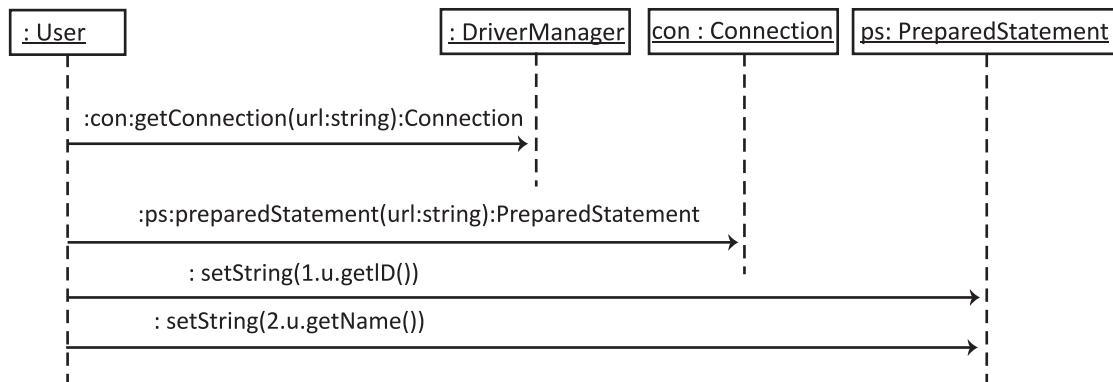 : User
: DriverManager
con : Connection
ps: PreparedStatement
:con:getConnection(url:string):Connection
:ps:preparedStatement(url:string):PreparedStatement
: setString(1.u.getID())
: setString(2.u.getName())